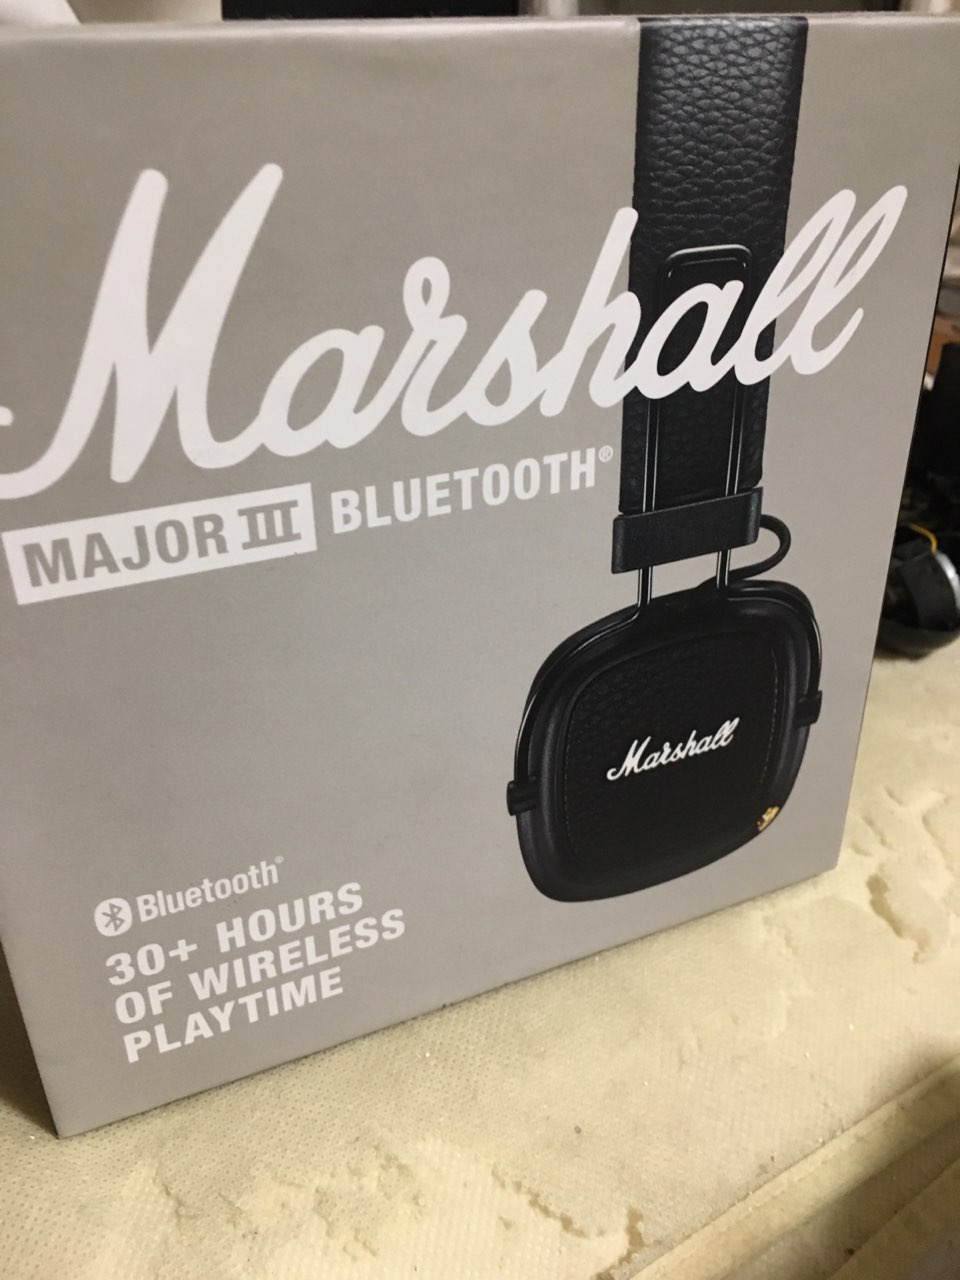 Marshall
MAJOR III BLUETOOTH®
Marshall
Bluetooth®
30+ HOURS
OF WIRELESS
PLAYTIME